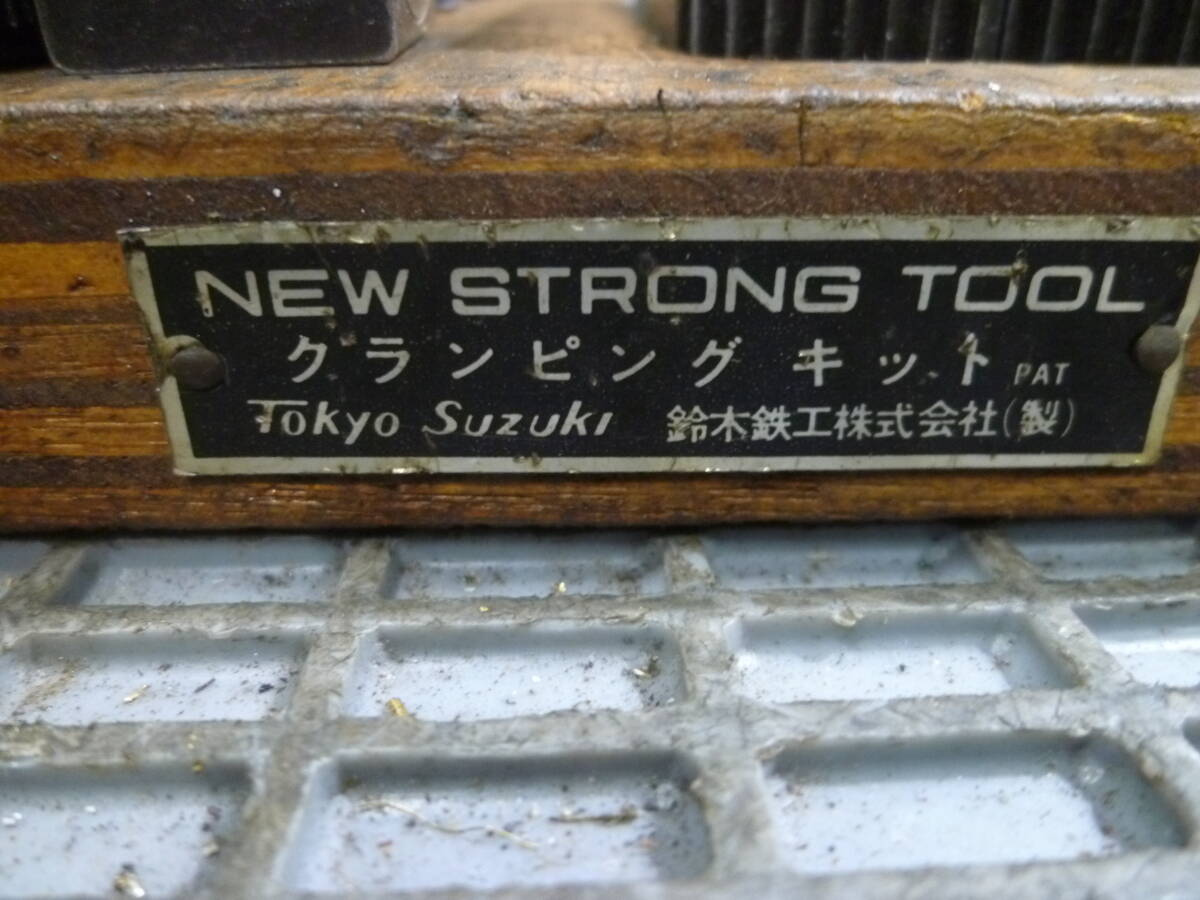 NEW STRONG TOOL
クランピング キット PAT
Tokyo Suzuki 鈴木鉄工株式会社(製)